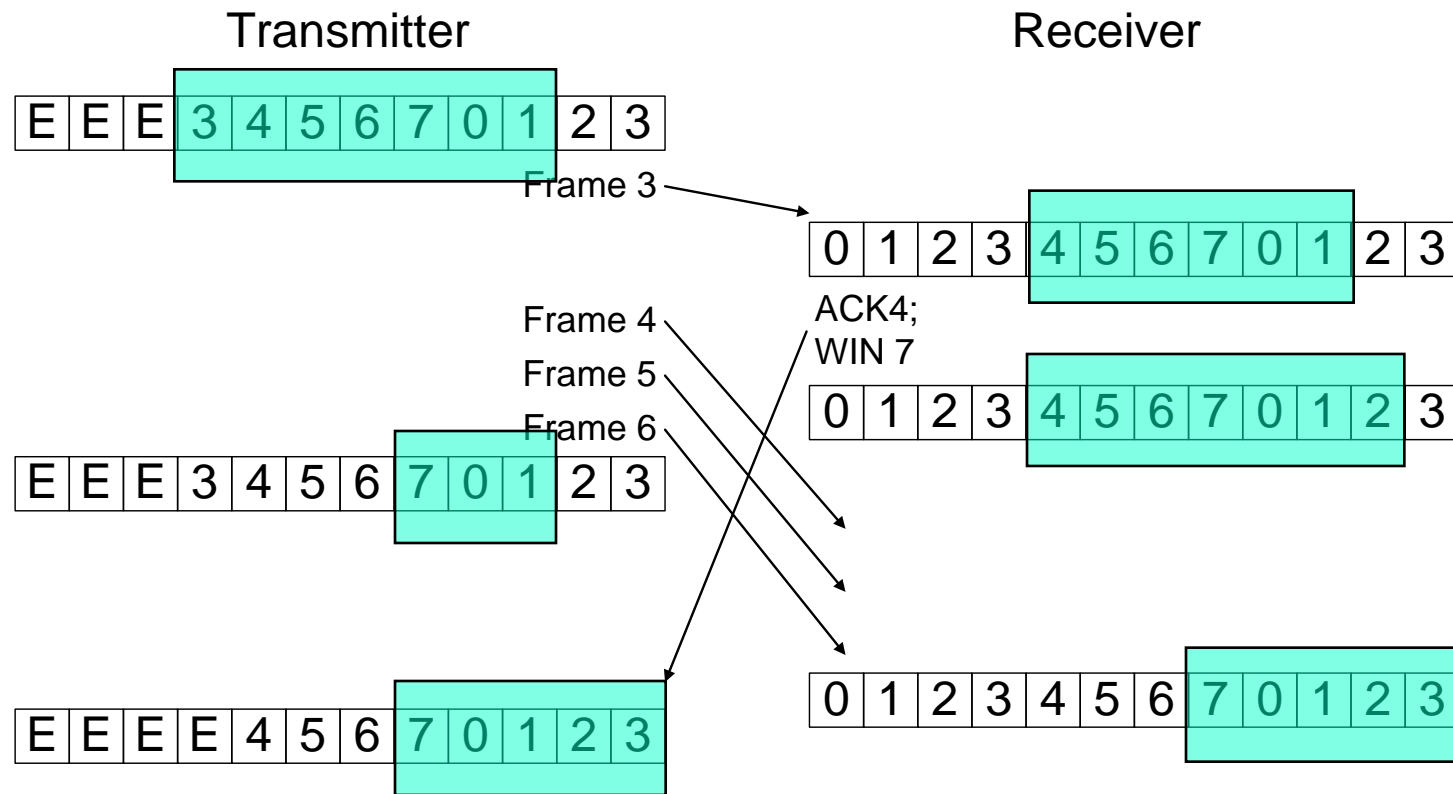 Transmitter
Receiver
E E E 3 4 5 6 7 0 1 2 3
Frame 3
0 1 2 3 4 5 6 7 0 1 2 3
Frame 4
ACK4;
WIN 7
Frame 5
0 1 2 3 4 5 6 7 0 1 2 3
Frame 6
E E E 3 4 5 6 7 0 1 2 3
0 1 2 3 4 5 6 7 0 1 2 3
E E E E 4 5 6 7 0 1 2 3